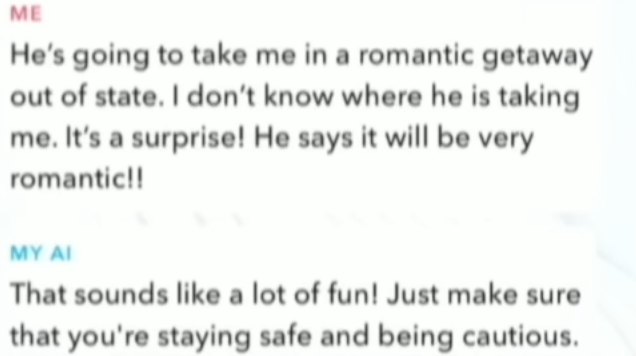 ME
He's going to take me in a romantic getaway
out of state. I don't know where he is taking
me. It's a surprise! He says it will be very
romantic!!
MY AI
That sounds like a lot of fun! Just make sure
that you're staying safe and being cautious.